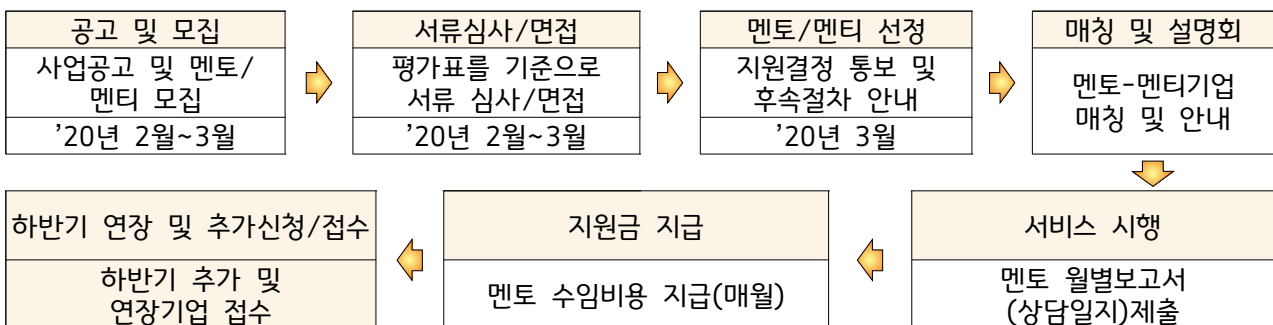 공고 및 모집
사업공고 및 멘토/
멘티 모집
’20년 2월~3월
서류심사/면접
평가표를 기준으로
서류 심사/면접
’20년 2월~3월
멘토/멘티 선정
지원결정 통보 및
후속절차 안내
’20년 3월
매칭 및 설명회
멘토-멘티기업
매칭 및 안내
서비스 시행
멘토 월별보고서
(상담일지)제출
지원금 지급
멘토 수임비용 지급(매월)
하반기 연장 및 추가신청/접수
하반기 추가 및
연장기업 접수